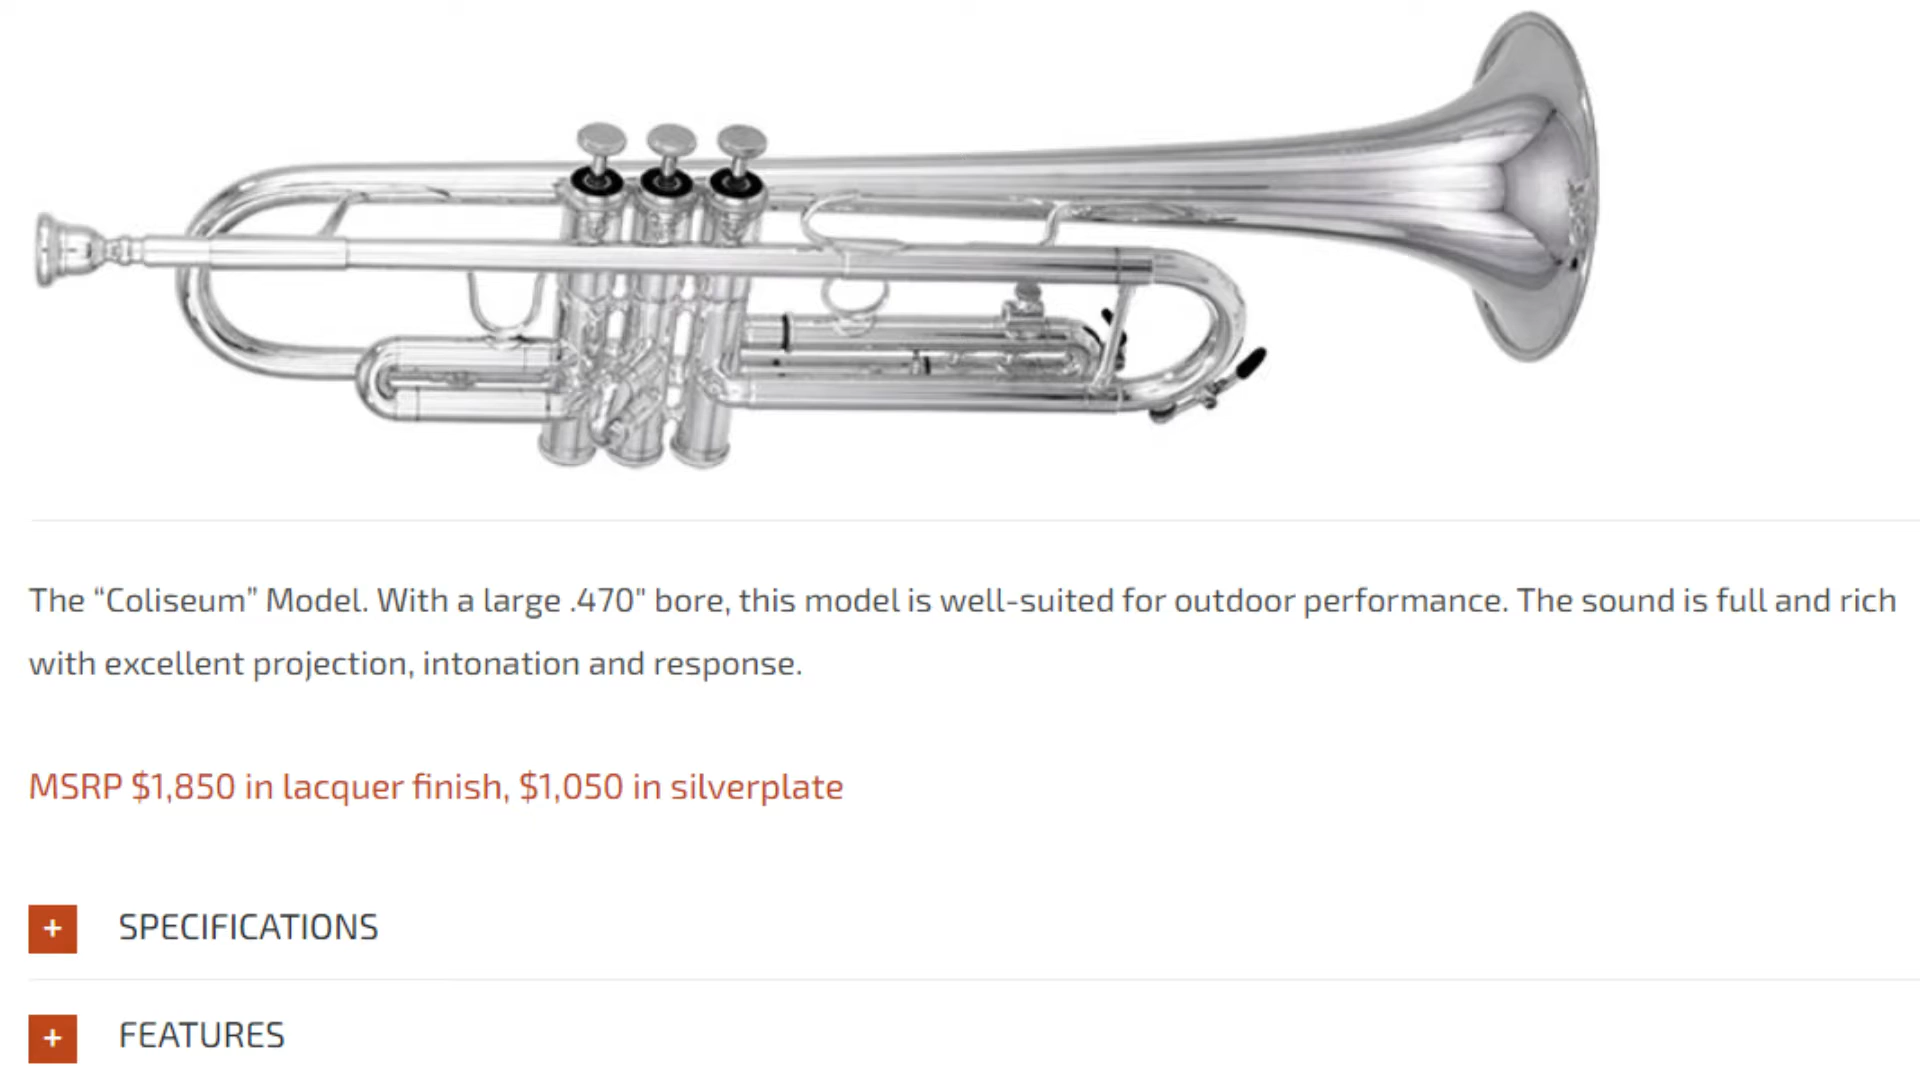 The “Coliseum” Model. With a large .470" bore, this model is well-suited for outdoor performance. The sound is full and rich
with excellent projection, intonation and response.
MSRP $1,850 in lacquer finish, $1,050 in silverplate
+ SPECIFICATIONS
+ FEATURES